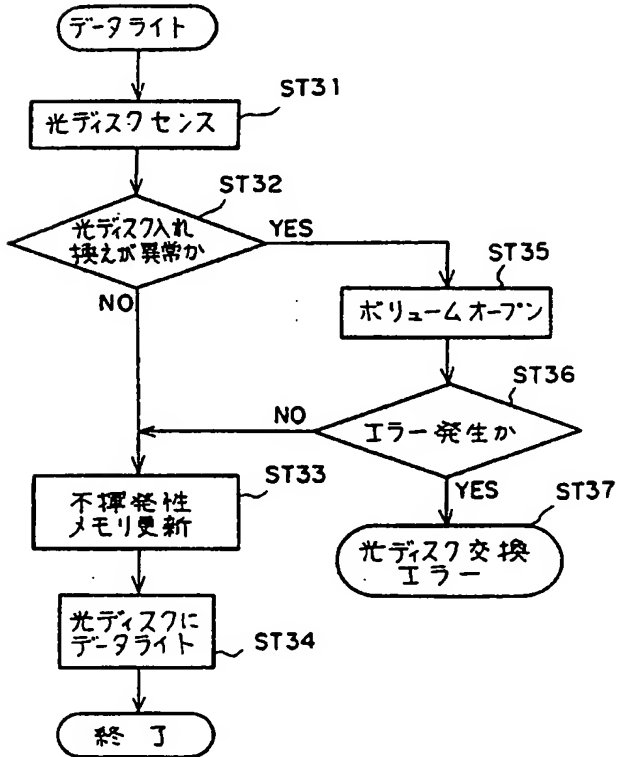 データライト
ST31
光ディスクセンス
ST32
光ディスク入れ
換えが異常か
YES
NO
ST35
ボリュームオープン
ST36
エラー発生か
NO
YES
ST33
不揮発性
メモリ更新
ST37
光ディスク交換
エラー
光ディスクに
データライト
ST34
終了